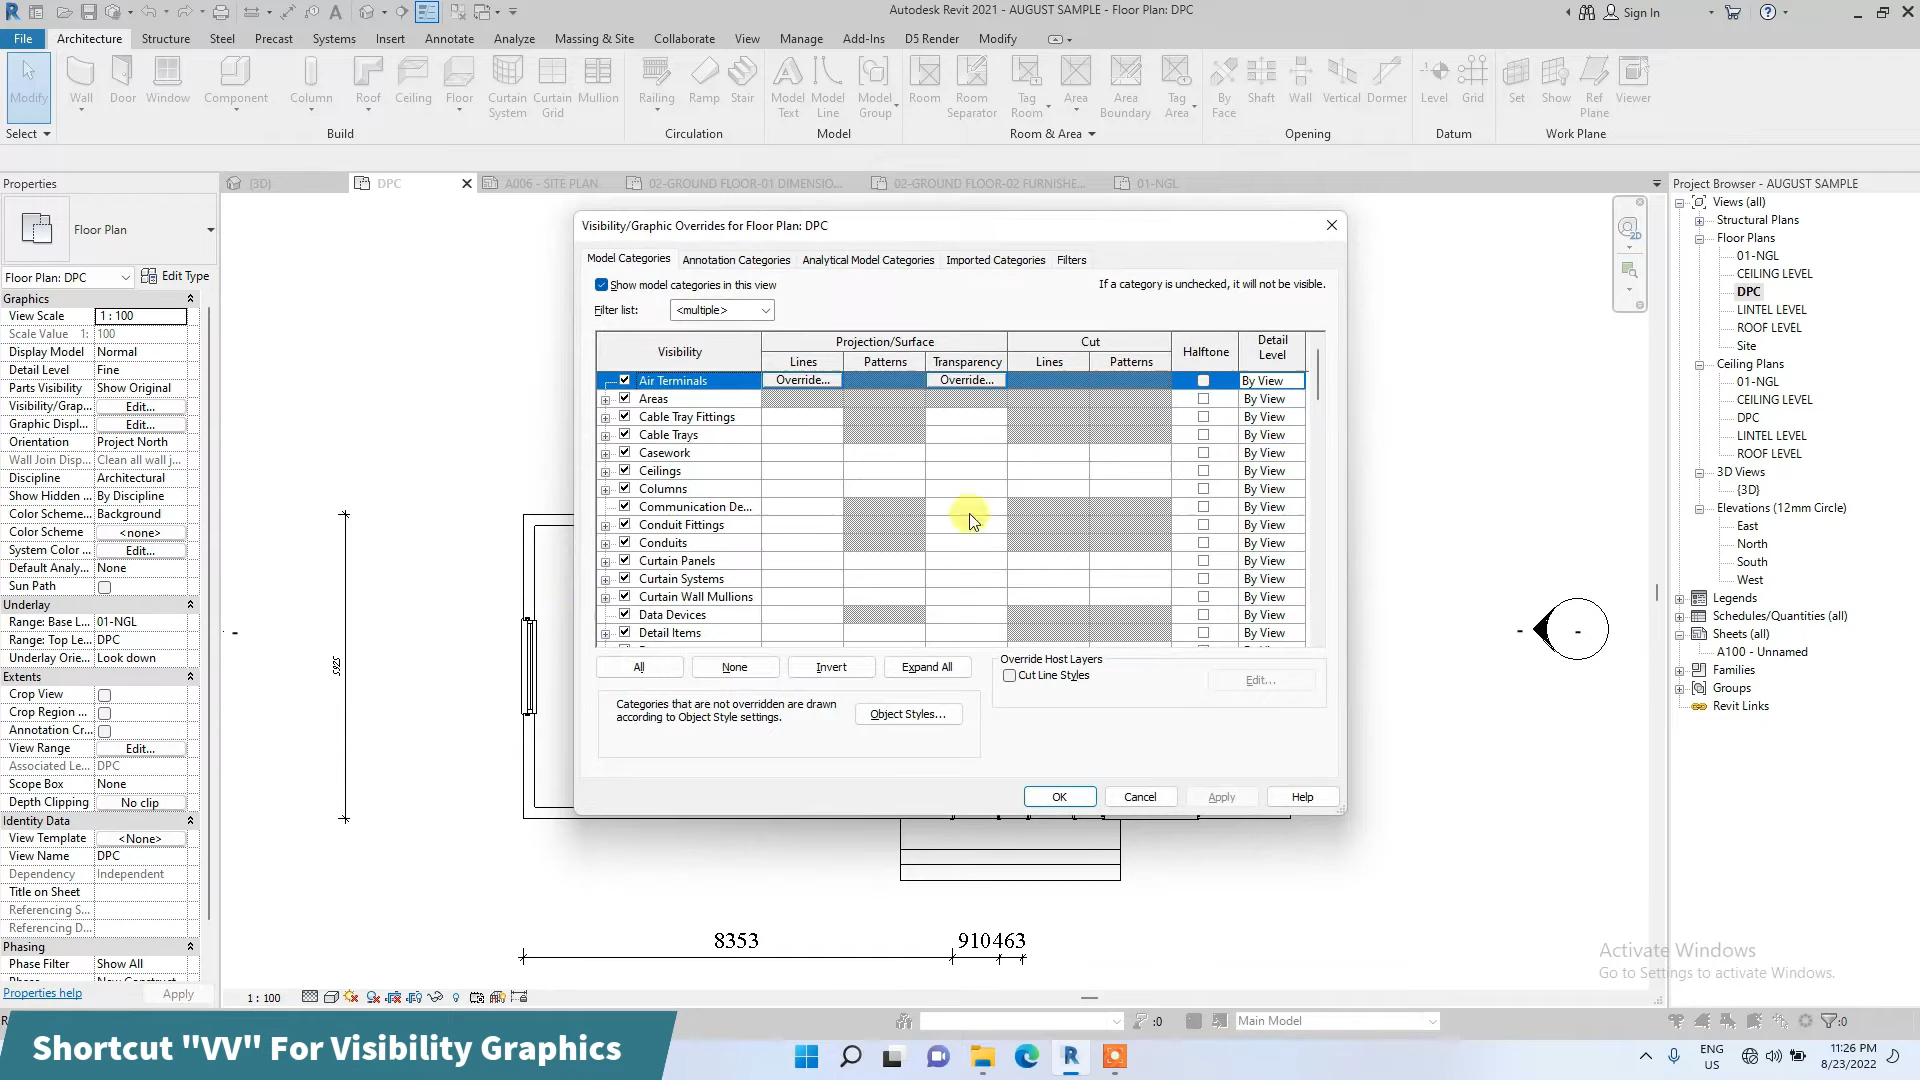 Autodesk Revit 2021 - AUGUST SAMPLE - Floor Plan: DPC
Sign In
File Architecture Structure Steel Precast Systems Insert Annotate Analyze Massing & Site Collaborate View Manage Add-Ins D5 Render Modify
Modify Wall Door Window Component Column Roof Ceiling Floor Curtain System Curtain Grid Mullion Railing Ramp Stair Model Text Model Line Model Group Room Room Separator Tag Room Area Area Boundary Tag Area By Face Shaft Wall Vertical Dormer Level Grid Set Show Ref Plane Viewer
Select Build Circulation Model Room & Area Opening Datum Work Plane
Properties
{3D} DPC A006 - SITE PLAN 02-GROUND FLOOR-01 DIMENSIO... 02-GROUND FLOOR-02 FURNISHE... 01-NGL
Floor Plan
Floor Plan: DPC Edit Type
Graphics
View Scale 1 : 100
Scale Value 1: 100
Display Model Normal
Detail Level Fine
Parts Visibility Show Original
Visibility/Grap... Edit...
Graphic Displ... Edit...
Orientation Project North
Wall Join Disp... Clean all wall j...
Discipline Architectural
Show Hidden ... By Discipline
Color Scheme... Background
Color Scheme <none>
System Color ... Edit...
Default Analy... None
Sun Path
Underlay
Range: Base L... 01-NGL
Range: Top Le... DPC
Underlay Orie... Look down
Extents
Crop View
Crop Region ...
Annotation Cr...
View Range Edit...
Associated Le... DPC
Scope Box None
Depth Clipping No clip
Identity Data
View Template <None>
View Name DPC
Dependency Independent
Title on Sheet
Referencing S...
Referencing D...
Phasing
Phase Filter Show All
Properties help Apply
Visibility/Graphic Overrides for Floor Plan: DPC
Model Categories Annotation Categories Analytical Model Categories Imported Categories Filters
Show model categories in this view
If a category is unchecked, it will not be visible.
Filter list: <multiple>
Visibility Projection/Surface Cut Halftone Detail Level
Lines Patterns Transparency Lines Patterns
Air Terminals Override... Override... By View
Areas By View
Cable Tray Fittings By View
Cable Trays By View
Casework By View
Ceilings By View
Columns By View
Communication De... By View
Conduit Fittings By View
Conduits By View
Curtain Panels By View
Curtain Systems By View
Curtain Wall Mullions By View
Data Devices By View
Detail Items By View
All None Invert Expand All
Override Host Layers
Cut Line Styles Edit...
Categories that are not overridden are drawn
according to Object Style settings.
Object Styles...
OK Cancel Apply Help
5925
8353 910463
Project Browser - AUGUST SAMPLE
Views (all)
Structural Plans
Floor Plans
01-NGL
CEILING LEVEL
DPC
LINTEL LEVEL
ROOF LEVEL
Site
Ceiling Plans
01-NGL
CEILING LEVEL
DPC
LINTEL LEVEL
ROOF LEVEL
3D Views
{3D}
Elevations (12mm Circle)
East
North
South
West
Legends
Schedules/Quantities (all)
Sheets (all)
A100 - Unnamed
Families
Groups
Revit Links
Activate Windows
Go to Settings to activate Windows.
1 : 100
:0 Main Model :0
Shortcut "VV" For Visibility Graphics
ENG
US
11:26 PM
8/23/2022